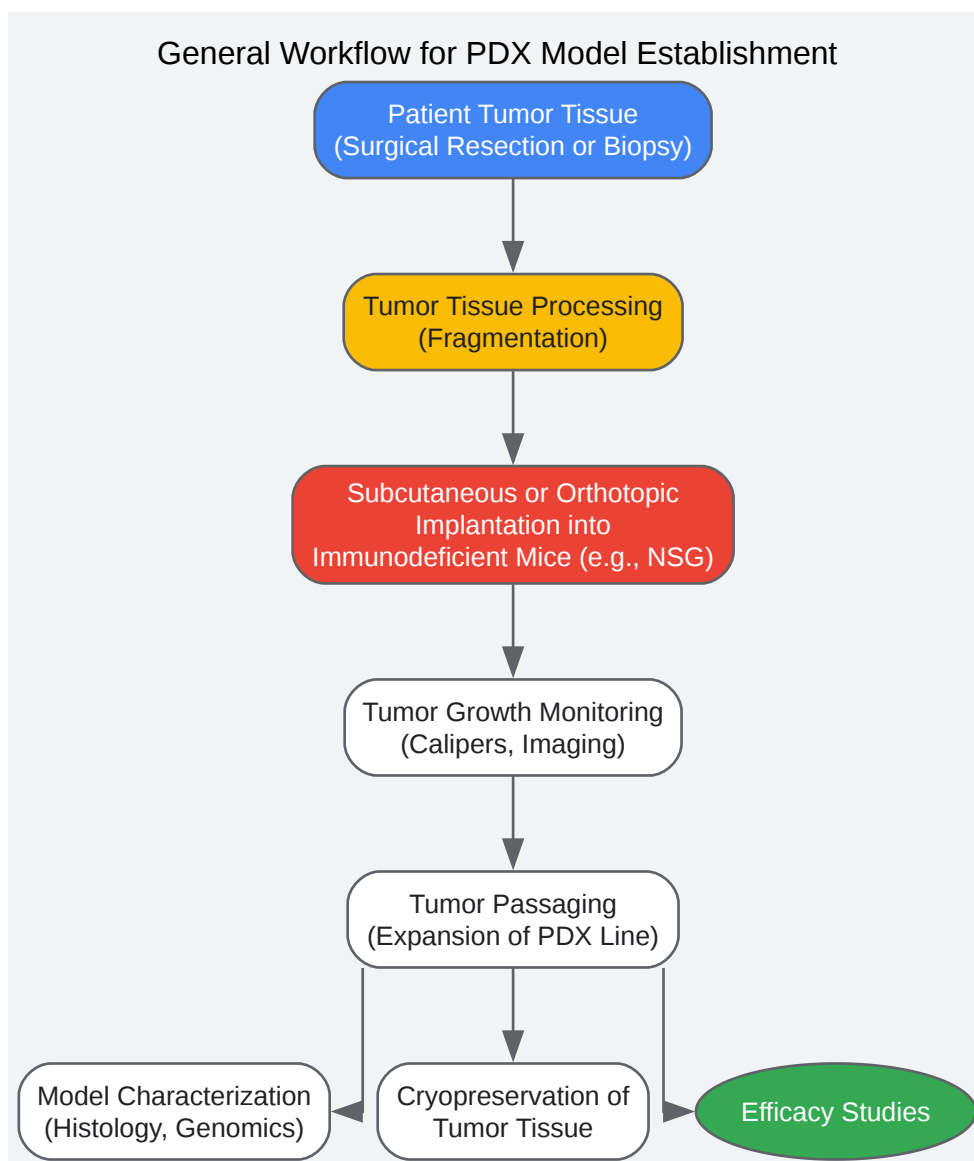 General Workflow for PDX Model Establishment
Patient Tumor Tissue
(Surgical Resection or Biopsy)
Tumor Tissue Processing
(Fragmentation)
Subcutaneous or Orthotopic
Implantation into
Immunodeficient Mice (e.g., NSG)
Tumor Growth Monitoring
(Calipers, Imaging)
Tumor Passaging
(Expansion of PDX Line)
Model Characterization
(Histology, Genomics)
Cryopreservation of
Tumor Tissue
Efficacy Studies